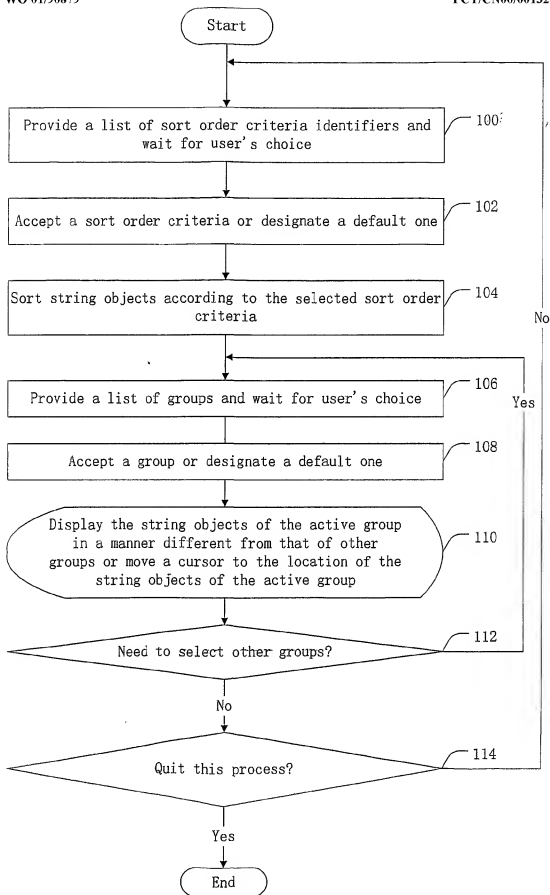 WO 01/90879
PCT/CN00/00132
Start
Provide a list of sort order criteria identifiers and
wait for user's choice
100
Accept a sort order criteria or designate a default one
102
Sort string objects according to the selected sort order
criteria
104
No
Provide a list of groups and wait for user's choice
106
Yes
Accept a group or designate a default one
108
Display the string objects of the active group
in a manner different from that of other
groups or move a cursor to the location of the
string objects of the active group
110
Need to select other groups?
112
No
Quit this process?
114
Yes
End